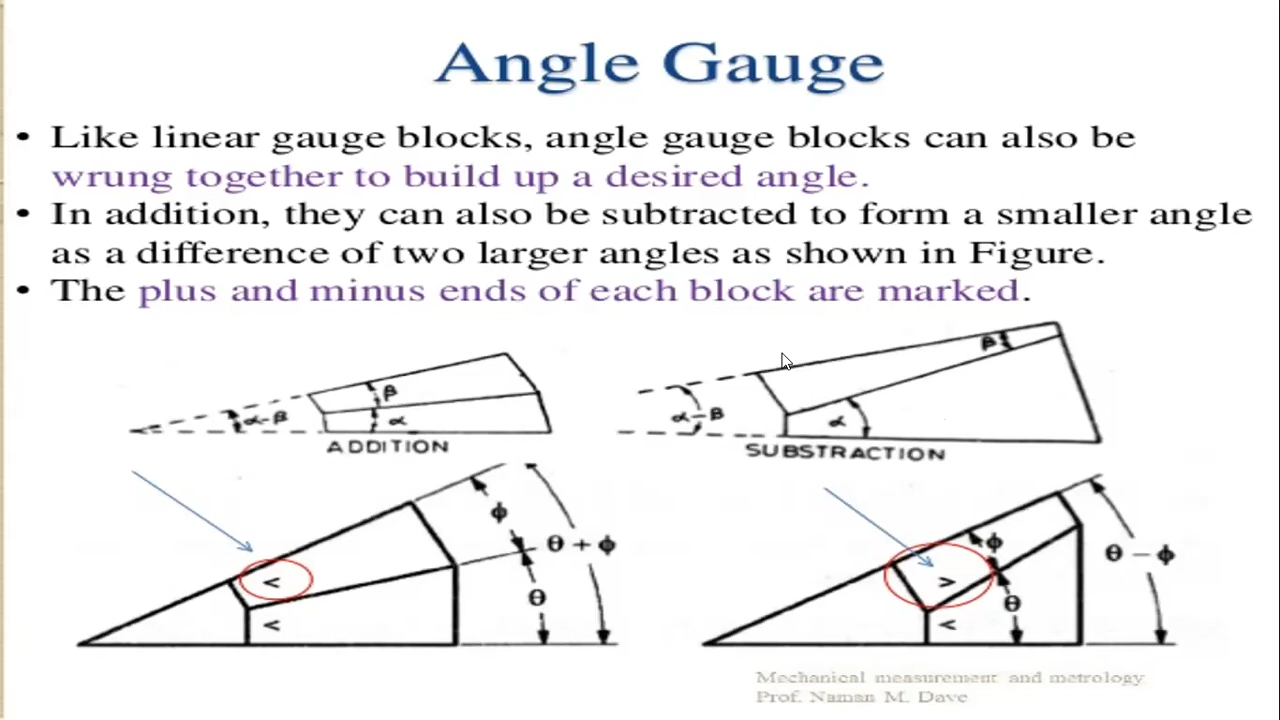 Angle Gauge
• Like linear gauge blocks, angle gauge blocks can also be
wrung together to build up a desired angle.
• In addition, they can also be subtracted to form a smaller angle
as a difference of two larger angles as shown in Figure.
• The plus and minus ends of each block are marked.
β
α-β
α
ADDITION
β
α-β
α
SUBSTRACTION
<
<
ϕ
θ + ϕ
θ
>
<
ϕ
θ
θ - ϕ
Mechanical measurement and metrology
Prof. Naman M. Dave